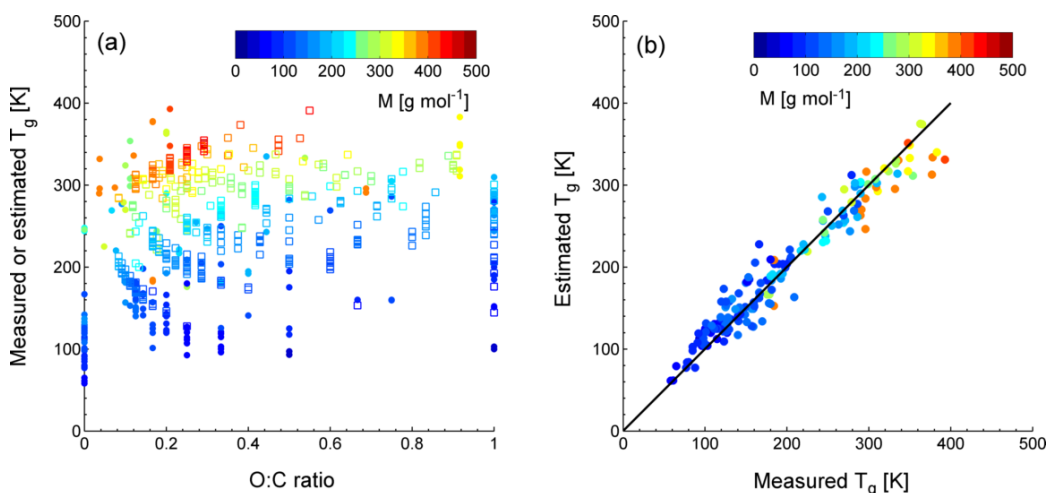 (a)
0 100 200 300 400 500
M [g mol⁻¹]
Measured or estimated T_g [K]
500
400
300
200
100
0
0 0.2 0.4 0.6 0.8 1
O:C ratio
(b)
0 100 200 300 400 500
M [g mol⁻¹]
Estimated T_g [K]
500
400
300
200
100
0
0 100 200 300 400 500
Measured T_g [K]